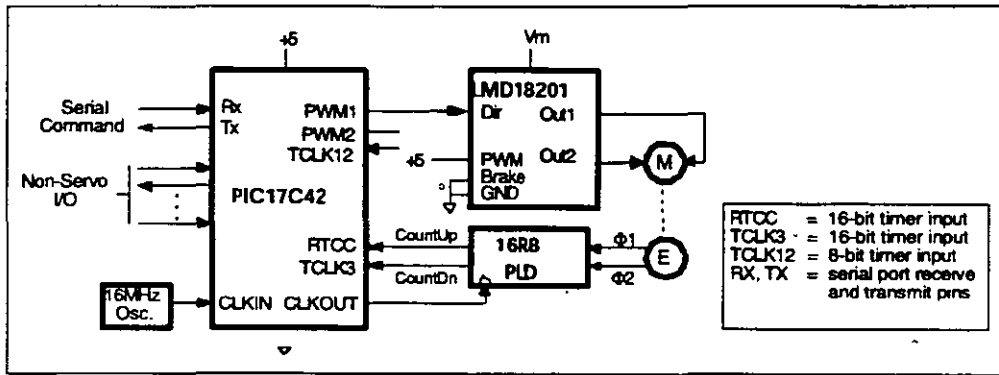 +5
Vm
Serial
Command
Rx
Tx
PWM1
PWM2
TCLK12
LMD18201
Dir
Out1
Out2
+5
PWM
Brake
GND
M
Non-Servo
I/O
PIC17C42
RTCC
TCLK3
CountUp
CountDn
16R8
PLD
Φ1
Φ2
E
16MHz
Osc.
CLKIN
CLKOUT
RTCC = 16-bit timer input
TCLK3 = 16-bit timer input
TCLK12 = 8-bit timer input
RX, TX = serial port receive
and transmit pins